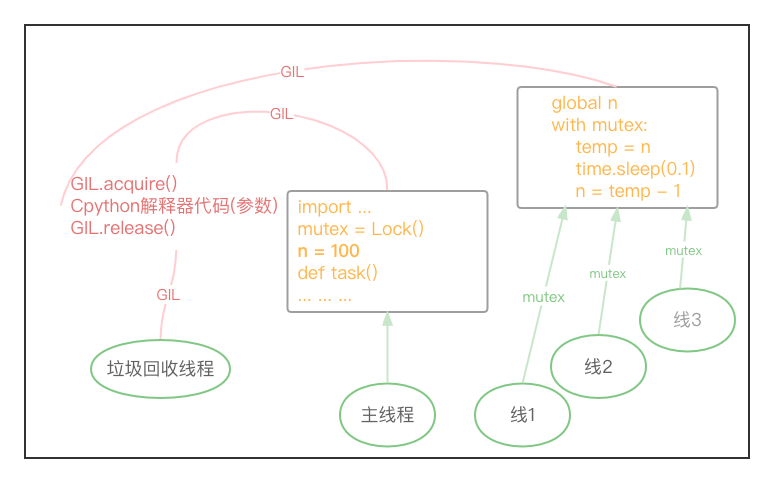 GIL
GIL
global n
with mutex:
temp = n
time.sleep(0.1)
n = temp - 1
GIL.acquire()
Cpython解释器代码(参数)
GIL.release()
import ...
mutex = Lock()
n = 100
def task()
... ... ...
GIL
mutex
mutex
mutex
垃圾回收线程
主线程
线1
线2
线3